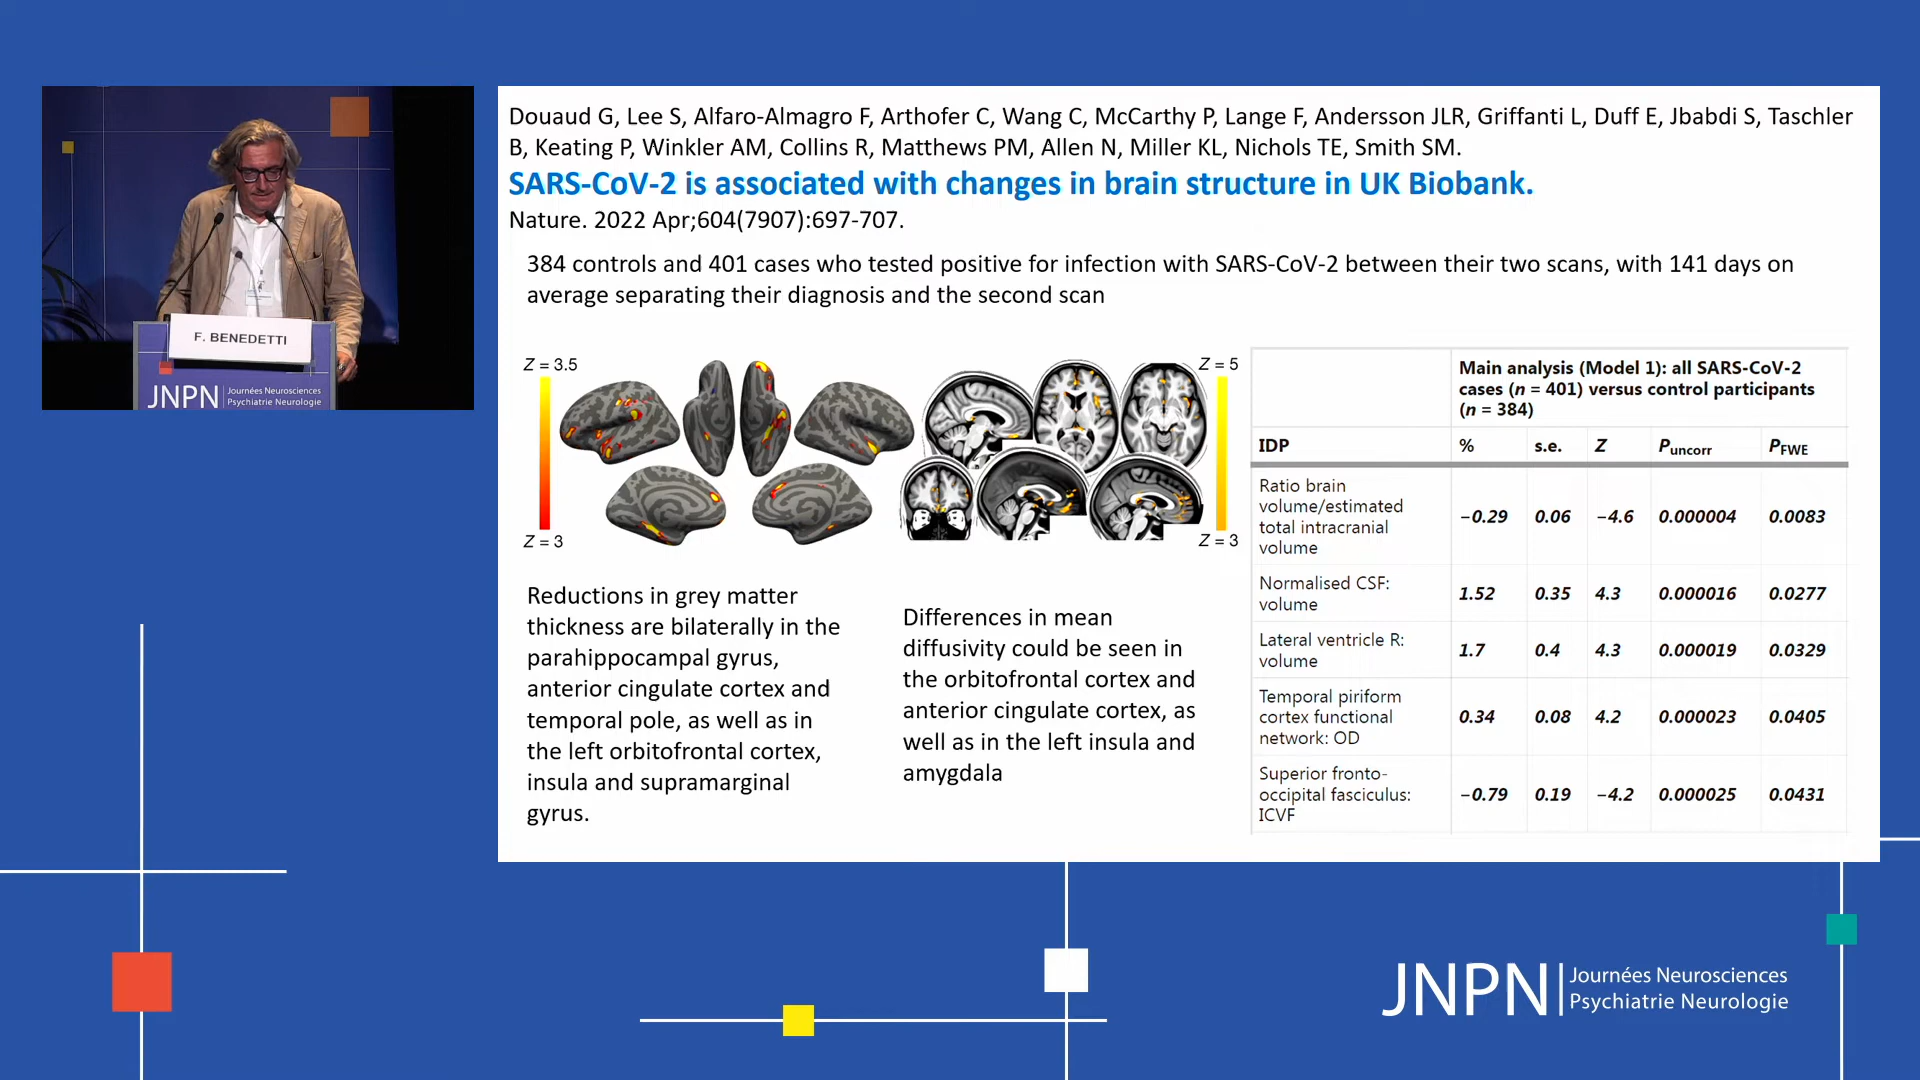 F. BENEDETTI
JNPN
Journées Neurosciences
Psychiatrie Neurologie
Douaud G, Lee S, Alfaro-Almagro F, Arthofer C, Wang C, McCarthy P, Lange F, Andersson JLR, Griffanti L, Duff E, Jbabdi S, Taschler
B, Keating P, Winkler AM, Collins R, Matthews PM, Allen N, Miller KL, Nichols TE, Smith SM.
SARS-CoV-2 is associated with changes in brain structure in UK Biobank.
Nature. 2022 Apr;604(7907):697-707.
384 controls and 401 cases who tested positive for infection with SARS-CoV-2 between their two scans, with 141 days on
average separating their diagnosis and the second scan
Z = 3.5
Z = 3
Z = 5
Z = 3
Reductions in grey matter
thickness are bilaterally in the
parahippocampal gyrus,
anterior cingulate cortex and
temporal pole, as well as in
the left orbitofrontal cortex,
insula and supramarginal
gyrus.
Differences in mean
diffusivity could be seen in
the orbitofrontal cortex and
anterior cingulate cortex, as
well as in the left insula and
amygdala
Main analysis (Model 1): all SARS-CoV-2
cases (n = 401) versus control participants
(n = 384)
IDP % s.e. Z Puncorr PFWE
Ratio brain
volume/estimated
total intracranial
volume
−0.29 0.06 −4.6 0.000004 0.0083
Normalised CSF:
volume
1.52 0.35 4.3 0.000016 0.0277
Lateral ventricle R:
volume
1.7 0.4 4.3 0.000019 0.0329
Temporal piriform
cortex functional
network: OD
0.34 0.08 4.2 0.000023 0.0405
Superior fronto-
occipital fasciculus:
ICVF
−0.79 0.19 −4.2 0.000025 0.0431
JNPN
Journées Neurosciences
Psychiatrie Neurologie